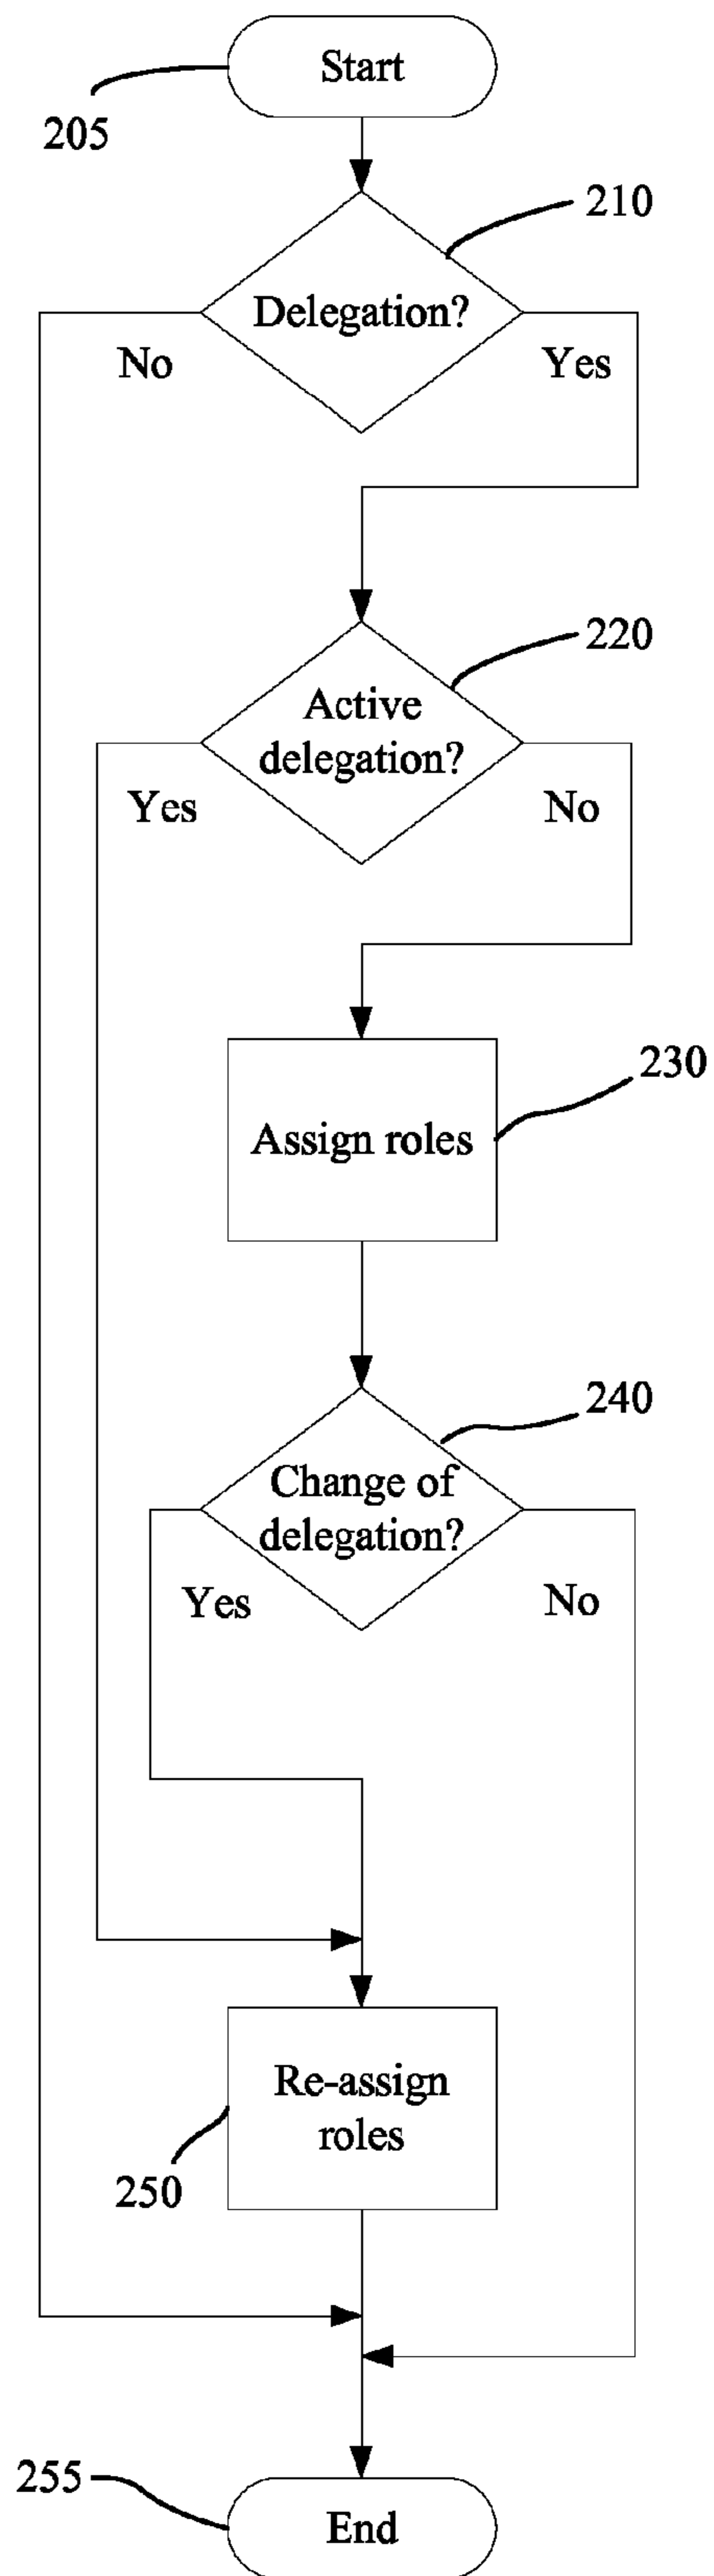 Start
205
210
Delegation?
No
Yes
220
Active
delegation?
Yes
No
230
Assign roles
240
Change of
delegation?
Yes
No
Re-assign
roles
250
255
End